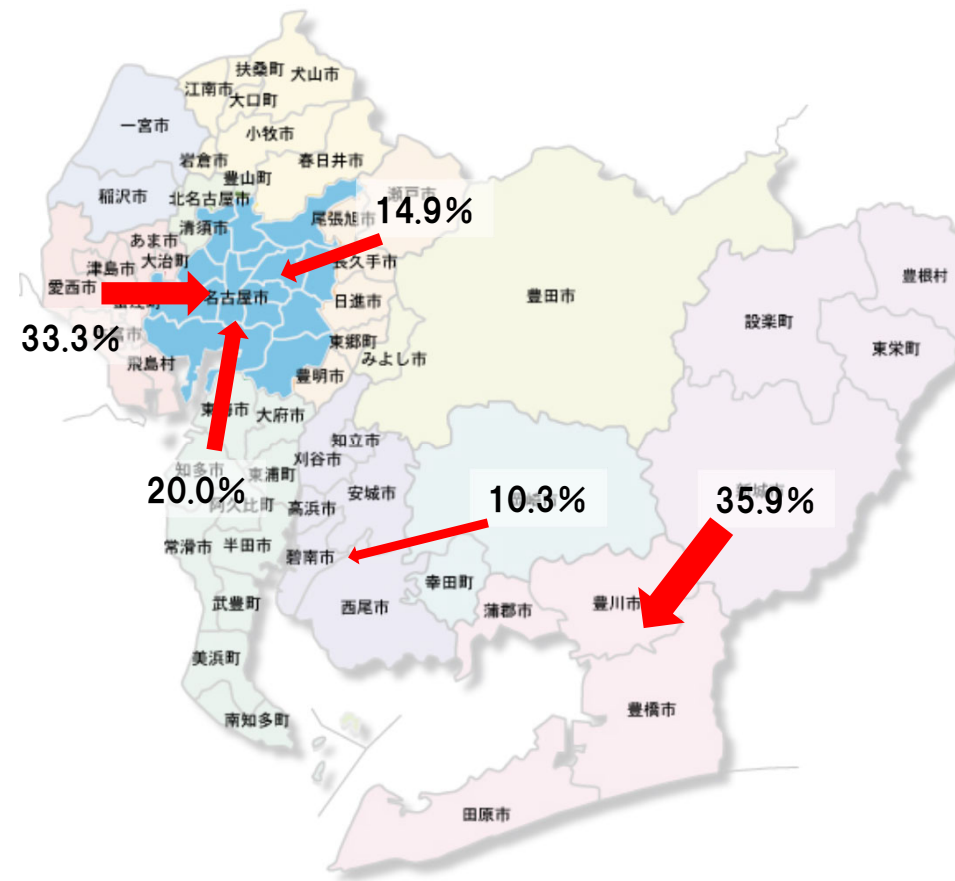 扶桑町
犬山市
江南市
大口町
一宮市
小牧市
岩倉市
春日井市
豊山町
瀬戸市
稲沢市
北名古屋市
14.9%
尾張旭市
清須市
あま市
津島市
大治町
長久手市
豊根村
愛西市
名古屋市
日進市
豊田市
設楽町
33.3%
東郷町
東栄町
飛島村
みよし市
豊明市
大府市
知立市
知多市
東浦町
刈谷市
20.0%
安城市
10.3%
35.9%
阿久比町
高浜市
常滑市
半田市
碧南市
幸田町
武豊町
西尾市
蒲郡市
豊川市
美浜町
南知多町
豊橋市
田原市